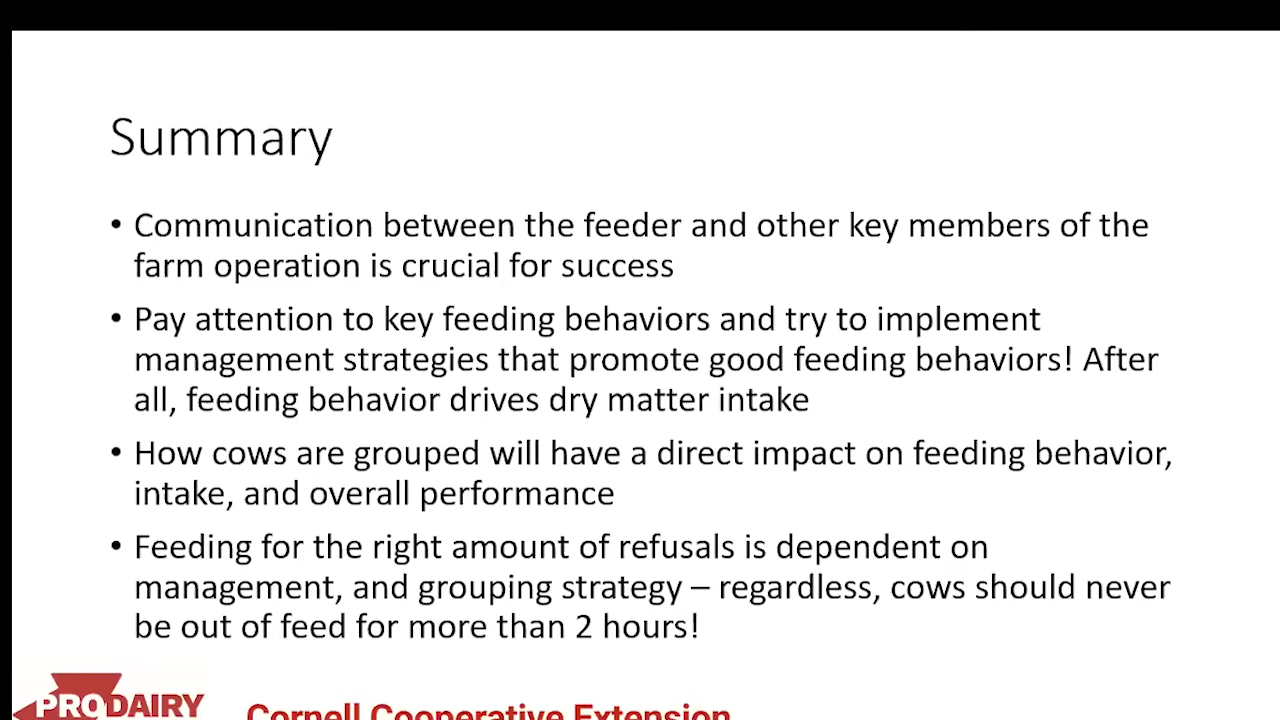 Summary
• Communication between the feeder and other key members of the
farm operation is crucial for success
• Pay attention to key feeding behaviors and try to implement
management strategies that promote good feeding behaviors! After
all, feeding behavior drives dry matter intake
• How cows are grouped will have a direct impact on feeding behavior,
intake, and overall performance
• Feeding for the right amount of refusals is dependent on
management, and grouping strategy – regardless, cows should never
be out of feed for more than 2 hours!
PRODAIRY
Cornell Cooperative Extension